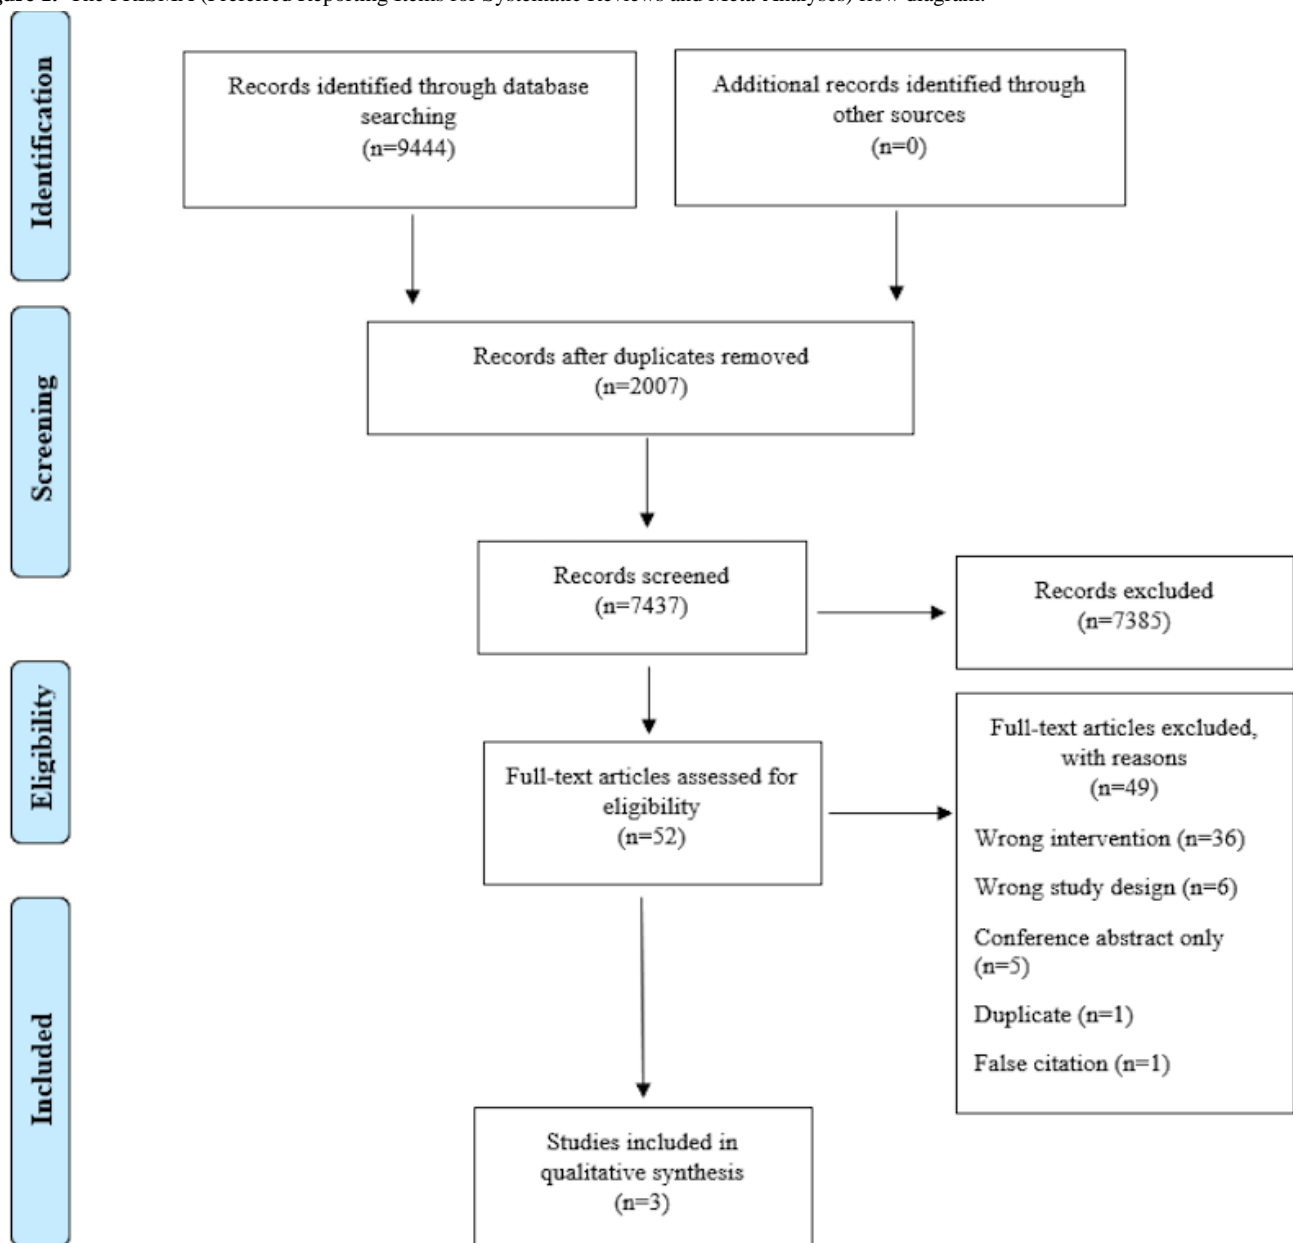 Identification
Records identified through database
searching
(n=9444)
Additional records identified through
other sources
(n=0)
Screening
Records after duplicates removed
(n=2007)
Records screened
(n=7437)
Records excluded
(n=7385)
Eligibility
Full-text articles assessed for
eligibility
(n=52)
Full-text articles excluded,
with reasons
(n=49)
Wrong intervention (n=36)
Wrong study design (n=6)
Conference abstract only
(n=5)
Duplicate (n=1)
False citation (n=1)
Included
Studies included in
qualitative synthesis
(n=3)